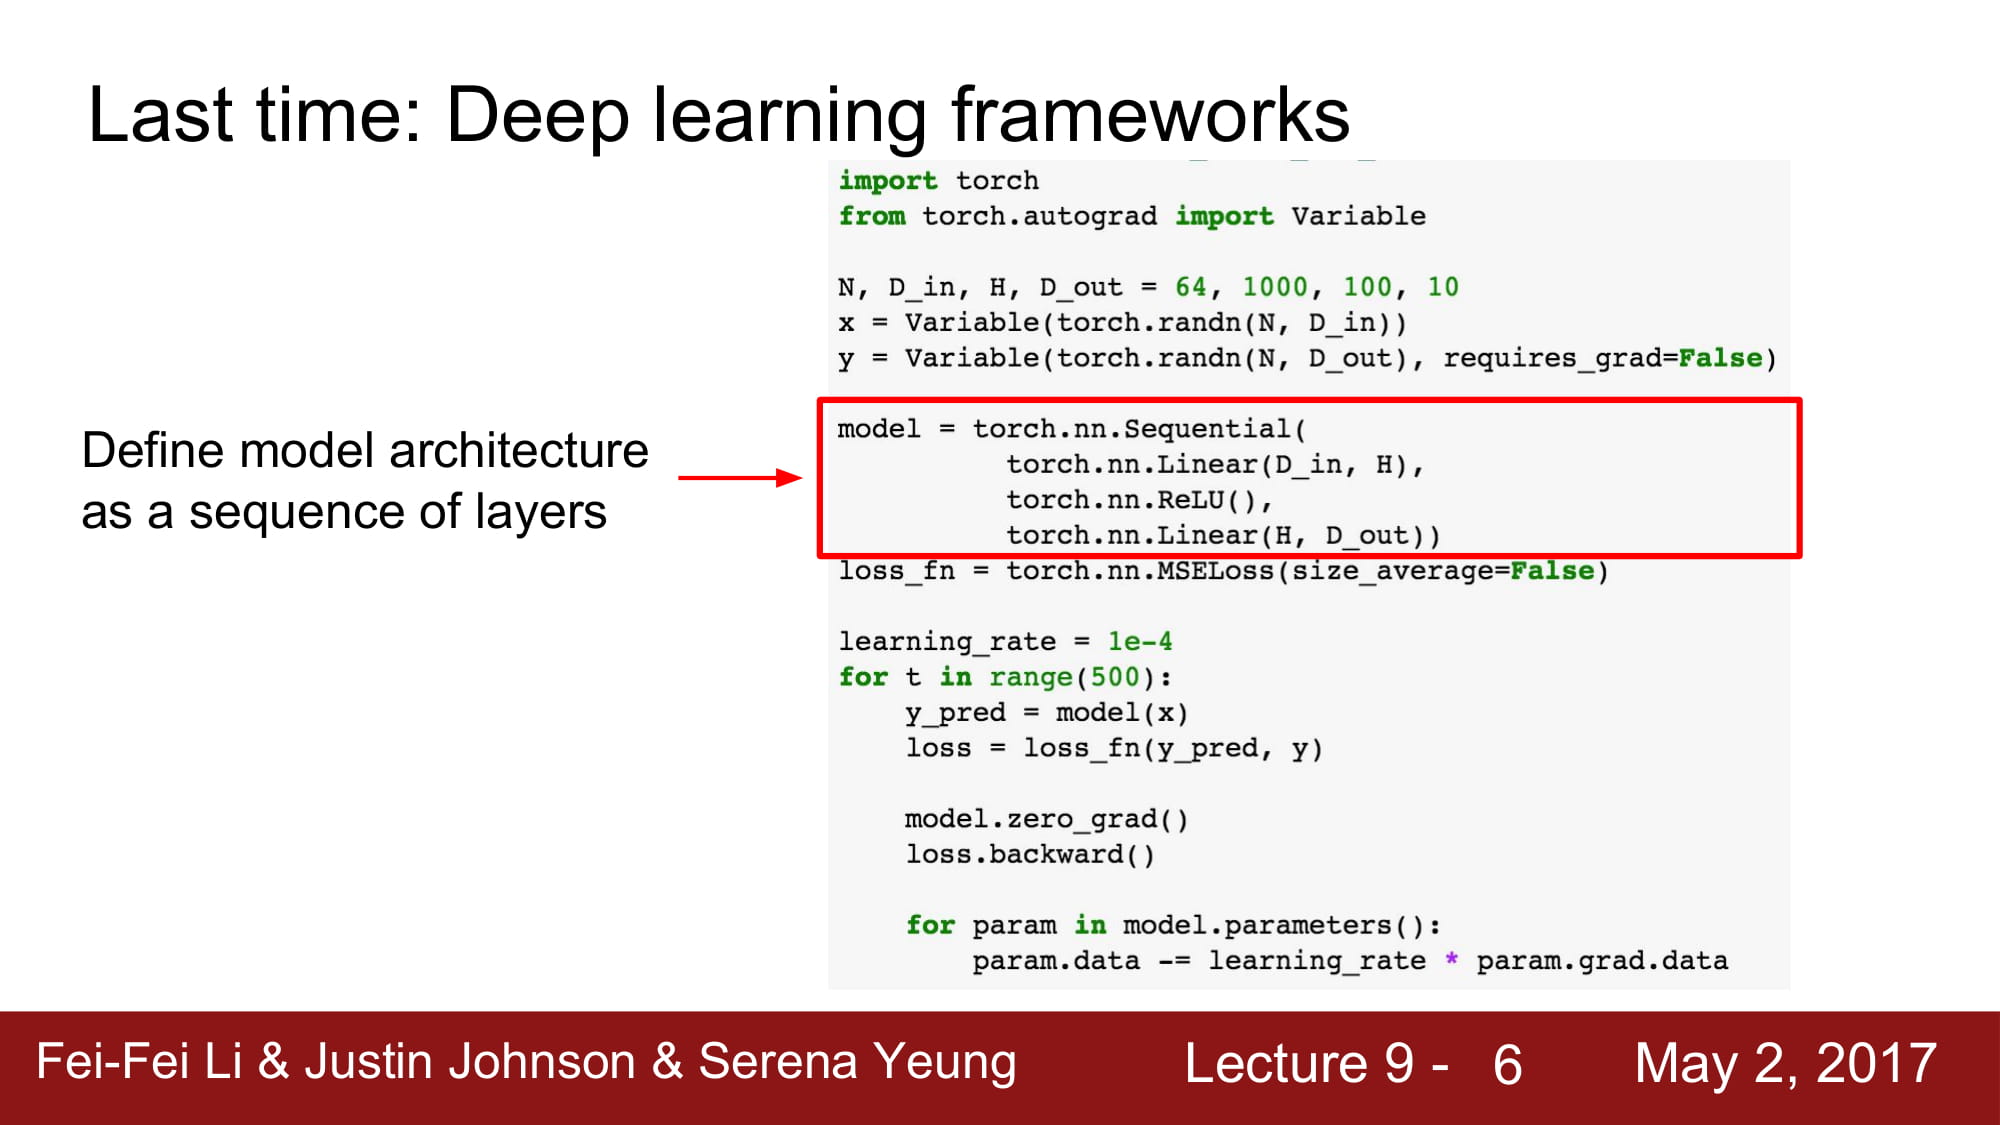 Last time: Deep learning frameworks
import torch
from torch.autograd import Variable
N, D_in, H, D_out = 64, 1000, 100, 10
x = Variable(torch.randn(N, D_in))
y = Variable(torch.randn(N, D_out), requires_grad=False)
Define model architecture
as a sequence of layers
model = torch.nn.Sequential(
torch.nn.Linear(D_in, H),
torch.nn.ReLU(),
torch.nn.Linear(H, D_out))
loss_fn = torch.nn.MSELoss(size_average=False)
learning_rate = 1e-4
for t in range(500):
y_pred = model(x)
loss = loss_fn(y_pred, y)
model.zero_grad()
loss.backward()
for param in model.parameters():
param.data -= learning_rate * param.grad.data
Fei-Fei Li & Justin Johnson & Serena Yeung Lecture 9 - 6 May 2, 2017